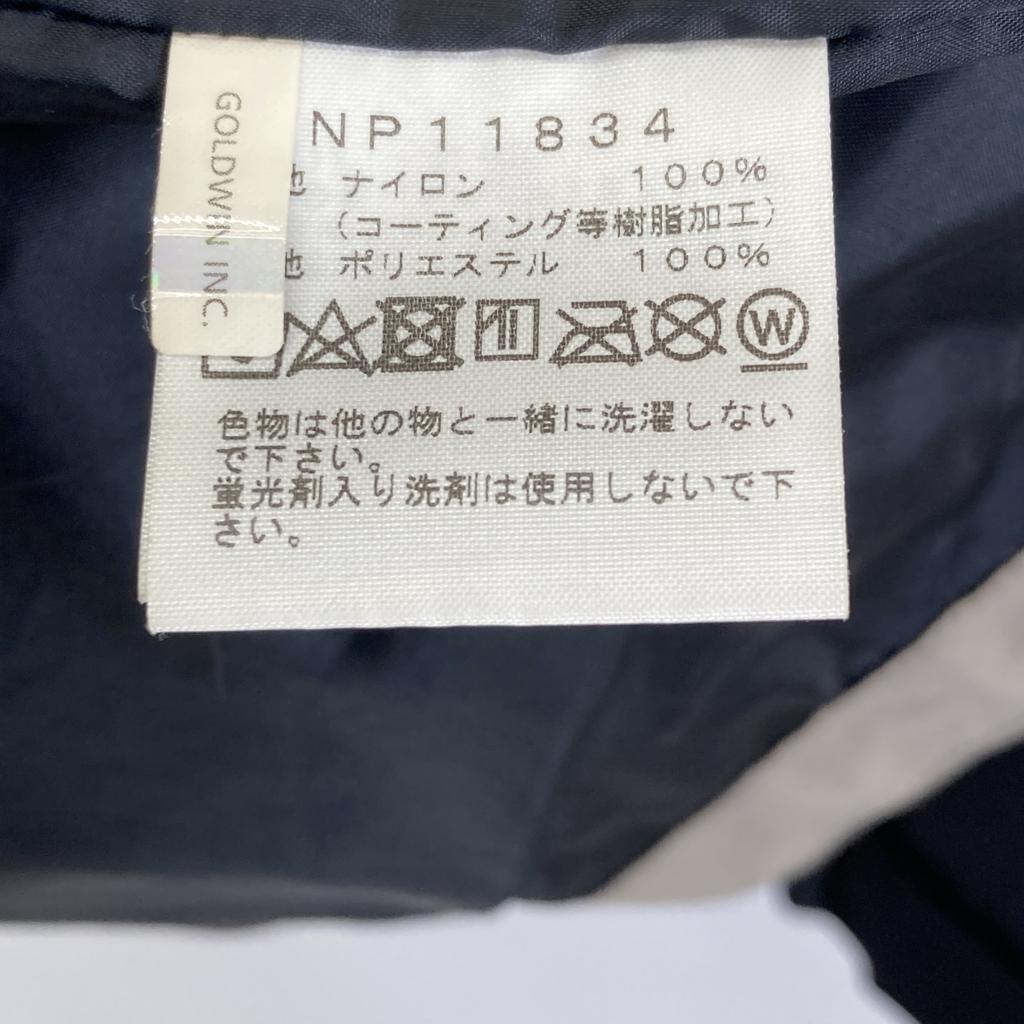 GOLDWIN INC.
NP11834
地 ナイロン 100%
(コーティング等樹脂加工)
地 ポリエステル 100%
W
色物は他の物と一緒に洗濯しない
で下さい。
蛍光剤入り洗剤は使用しないで下
さい。